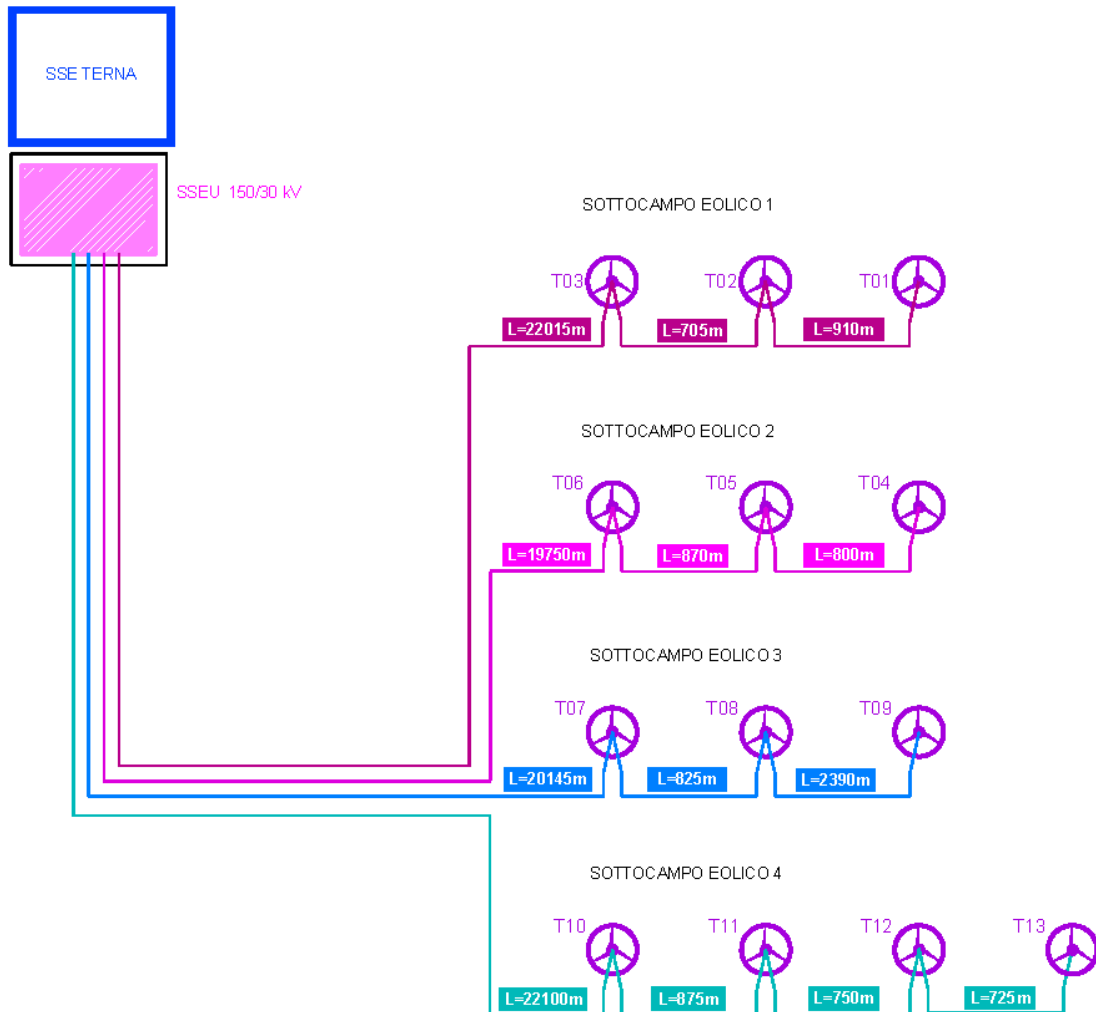 SSE TERNA
SSEU 150/30 kV
SOTTOCAMPO EOLICO 1
T03 T02 T01
L=22015m L=705m L=910m
SOTTOCAMPO EOLICO 2
T06 T05 T04
L=19750m L=870m L=800m
SOTTOCAMPO EOLICO 3
T07 T08 T09
L=20145m L=825m L=2390m
SOTTOCAMPO EOLICO 4
T10 T11 T12 T13
L=22100m L=875m L=750m L=725m